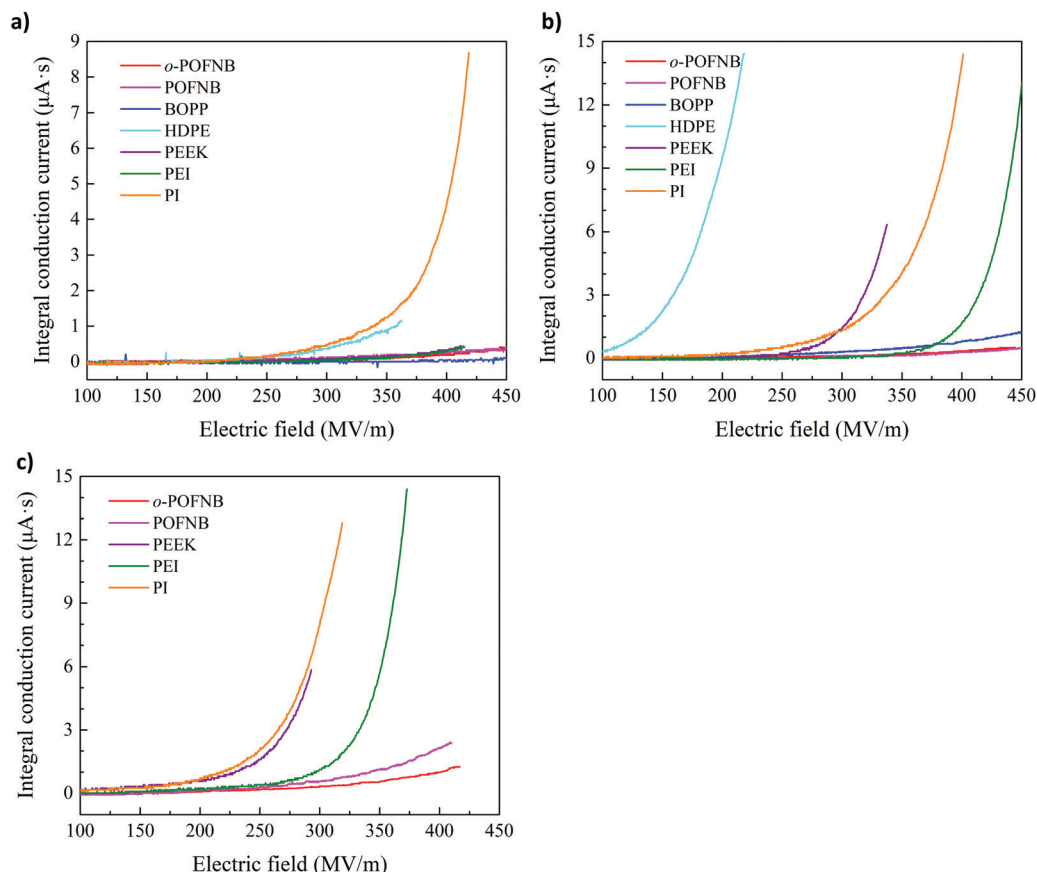 a)
Integral conduction current (μA·s)
9
8
7
6
5
4
3
2
1
0
o-POFNB
POFNB
BOPP
HDPE
PEEK
PEI
PI
100 150 200 250 300 350 400 450
Electric field (MV/m)
b)
Integral conduction current (μA·s)
15
12
9
6
3
0
o-POFNB
POFNB
BOPP
HDPE
PEEK
PEI
PI
100 150 200 250 300 350 400 450
Electric field (MV/m)
c)
Integral conduction current (μA·s)
15
12
9
6
3
0
o-POFNB
POFNB
PEEK
PEI
PI
100 150 200 250 300 350 400 450
Electric field (MV/m)